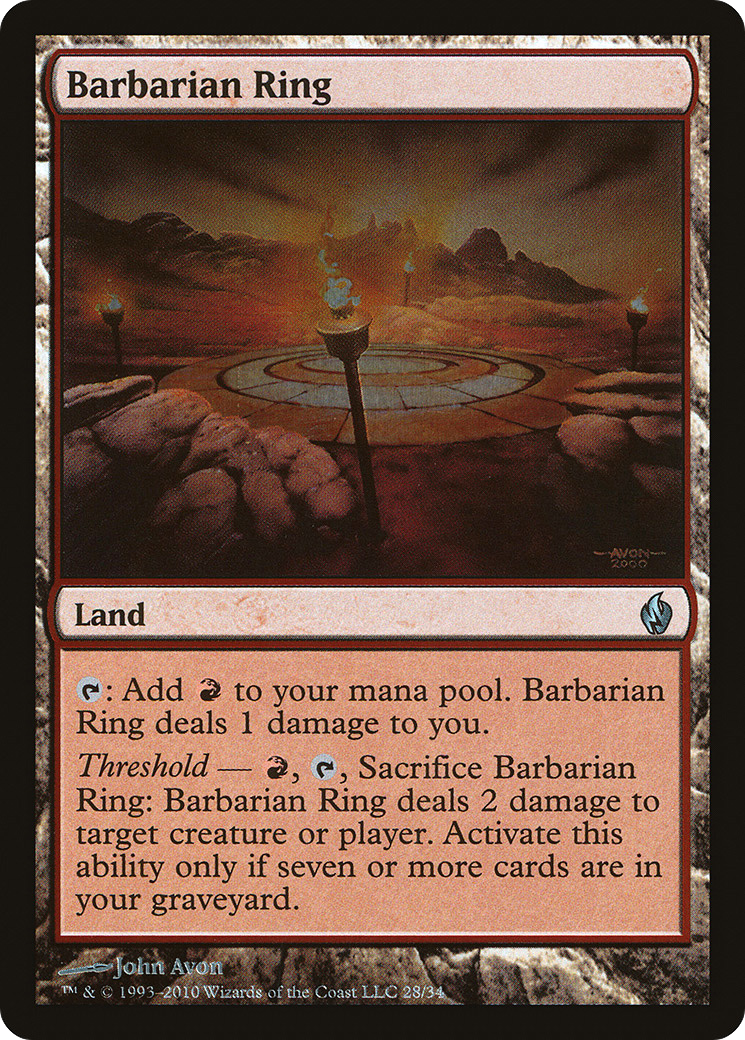 Barbarian Ring
-AVON-
2000
Land
: Add to your mana pool. Barbarian
Ring deals 1 damage to you.
Threshold — , , Sacrifice Barbarian
Ring: Barbarian Ring deals 2 damage to
target creature or player. Activate this
ability only if seven or more cards are in
your graveyard.
John Avon
™ & © 1993–2010 Wizards of the Coast LLC 28/34